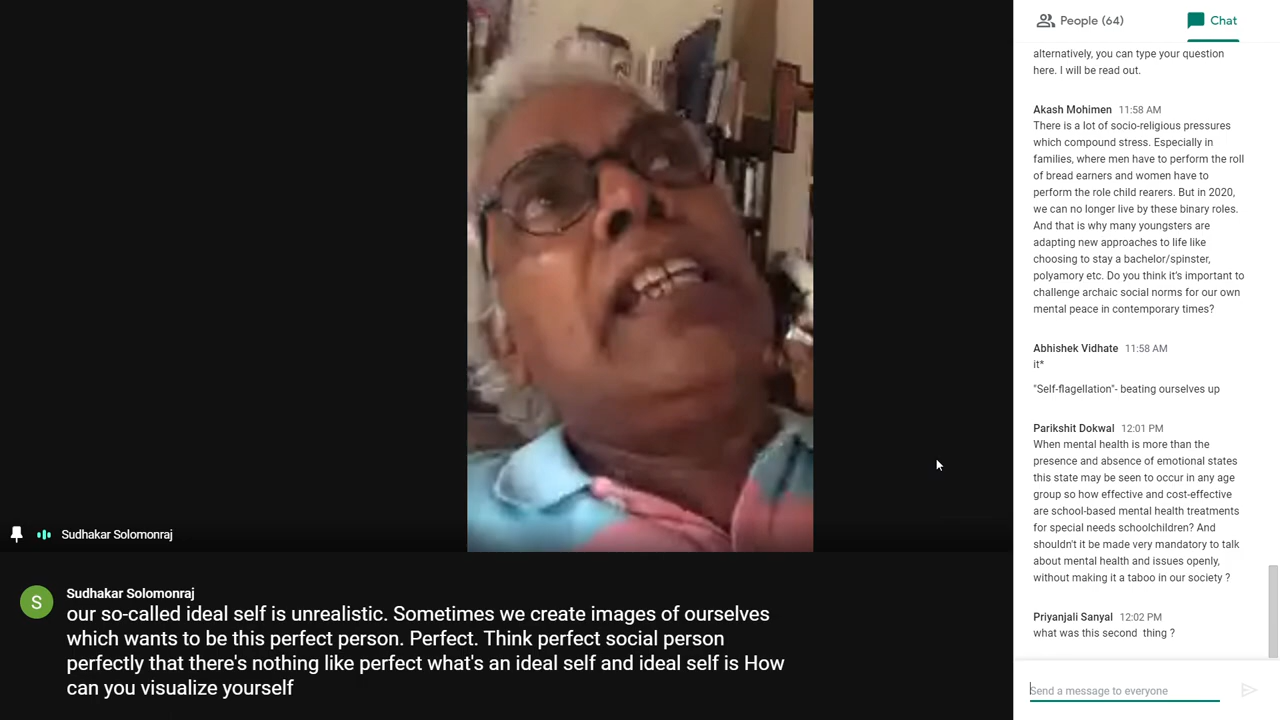 People (64)
Chat
alternatively, you can type your question
here. I will be read out.
Akash Mohimen 11:58 AM
There is a lot of socio-religious pressures
which compound stress. Especially in
families, where men have to perform the roll
of bread earners and women have to
perform the role child rearers. But in 2020,
we can no longer live by these binary roles.
And that is why many youngsters are
adapting new approaches to life like
choosing to stay a bachelor/spinster,
polyamory etc. Do you think it's important to
challenge archaic social norms for our own
mental peace in contemporary times?
Abhishek Vidhate 11:58 AM
it*
"Self-flagellation"- beating ourselves up
Parikshit Dokwal 12:01 PM
When mental health is more than the
presence and absence of emotional states
this state may be seen to occur in any age
group so how effective and cost-effective
are school-based mental health treatments
for special needs schoolchildren? And
shouldn't it be made very mandatory to talk
about mental health and issues openly,
without making it a taboo in our society ?
Priyanjali Sanyal 12:02 PM
what was this second thing ?
Send a message to everyone
Sudhakar Solomonraj
S
Sudhakar Solomonraj
our so-called ideal self is unrealistic. Sometimes we create images of ourselves
which wants to be this perfect person. Perfect. Think perfect social person
perfectly that there's nothing like perfect what's an ideal self and ideal self is How
can you visualize yourself